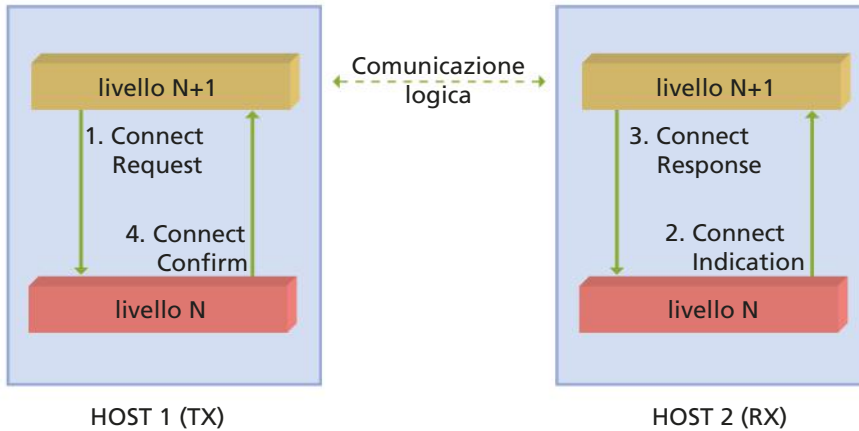 livello N+1
Comunicazione
logica
livello N+1
1. Connect
Request
3. Connect
Response
4. Connect
Confirm
2. Connect
Indication
livello N
livello N
HOST 1 (TX)
HOST 2 (RX)